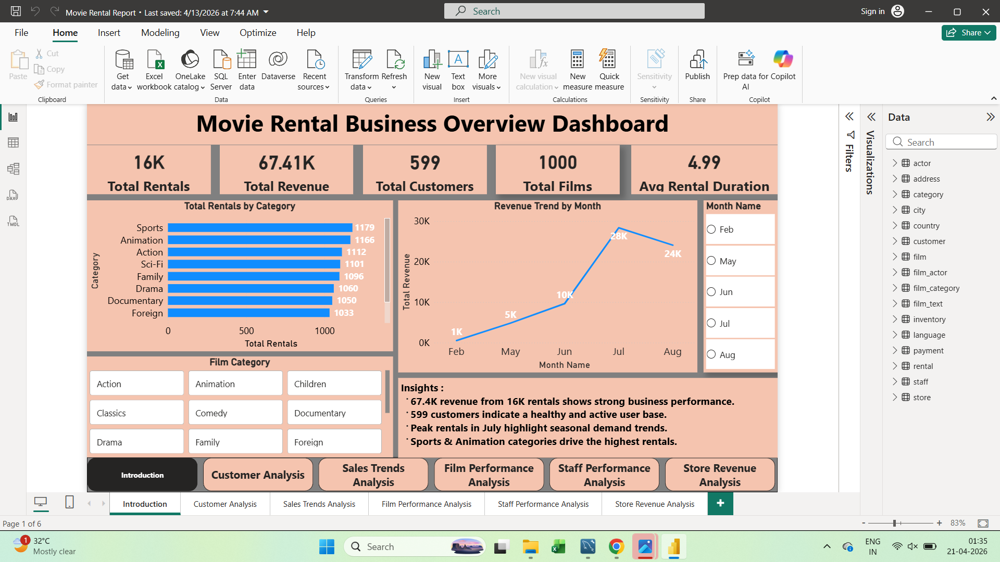 Movie Rental Report • Last saved: 4/13/2026 at 7:44 AM
Search
Sign in
File
Home
Insert
Modeling
View
Optimize
Help
Share
Paste
Cut
Copy
Format painter
Clipboard
Get data
Excel workbook
OneLake catalog
SQL Server
Enter data
Dataverse
Recent sources
Data
Transform data
Refresh
Queries
New visual
Text box
More visuals
Insert
New visual calculation
New measure
Quick measure
Calculations
Sensitivity
Sensitivity
Publish
Share
Prep data for AI
Copilot
Copilot
Movie Rental Business Overview Dashboard
16K
Total Rentals
67.41K
Total Revenue
599
Total Customers
1000
Total Films
4.99
Avg Rental Duration
Total Rentals by Category
Category
Sports 1179
Animation 1166
Action 1112
Sci-Fi 1101
Family 1096
Drama 1060
Documentary 1050
Foreign 1033
0 500 1000
Total Rentals
Revenue Trend by Month
Total Revenue
30K
20K
10K
0K
1K
5K
10K
28K
24K
Feb May Jun Jul Aug
Month Name
Month Name
Feb
May
Jun
Jul
Aug
Film Category
Action Animation Children
Classics Comedy Documentary
Drama Family Foreign
Insights :
· 67.4K revenue from 16K rentals shows strong business performance.
· 599 customers indicate a healthy and active user base.
· Peak rentals in July highlight seasonal demand trends.
· Sports & Animation categories drive the highest rentals.
Introduction
Customer Analysis
Sales Trends Analysis
Film Performance Analysis
Staff Performance Analysis
Store Revenue Analysis
Filters
Visualizations
Data
Search
actor
address
category
city
country
customer
film
film_actor
film_category
film_text
inventory
language
payment
rental
staff
store
DAX
TMDL
Introduction
Customer Analysis
Sales Trends Analysis
Film Performance Analysis
Staff Performance Analysis
Store Revenue Analysis
+
Page 1 of 6
- + 83%
1
32°C
Mostly clear
Search
ENG
IN
01:35
21-04-2026